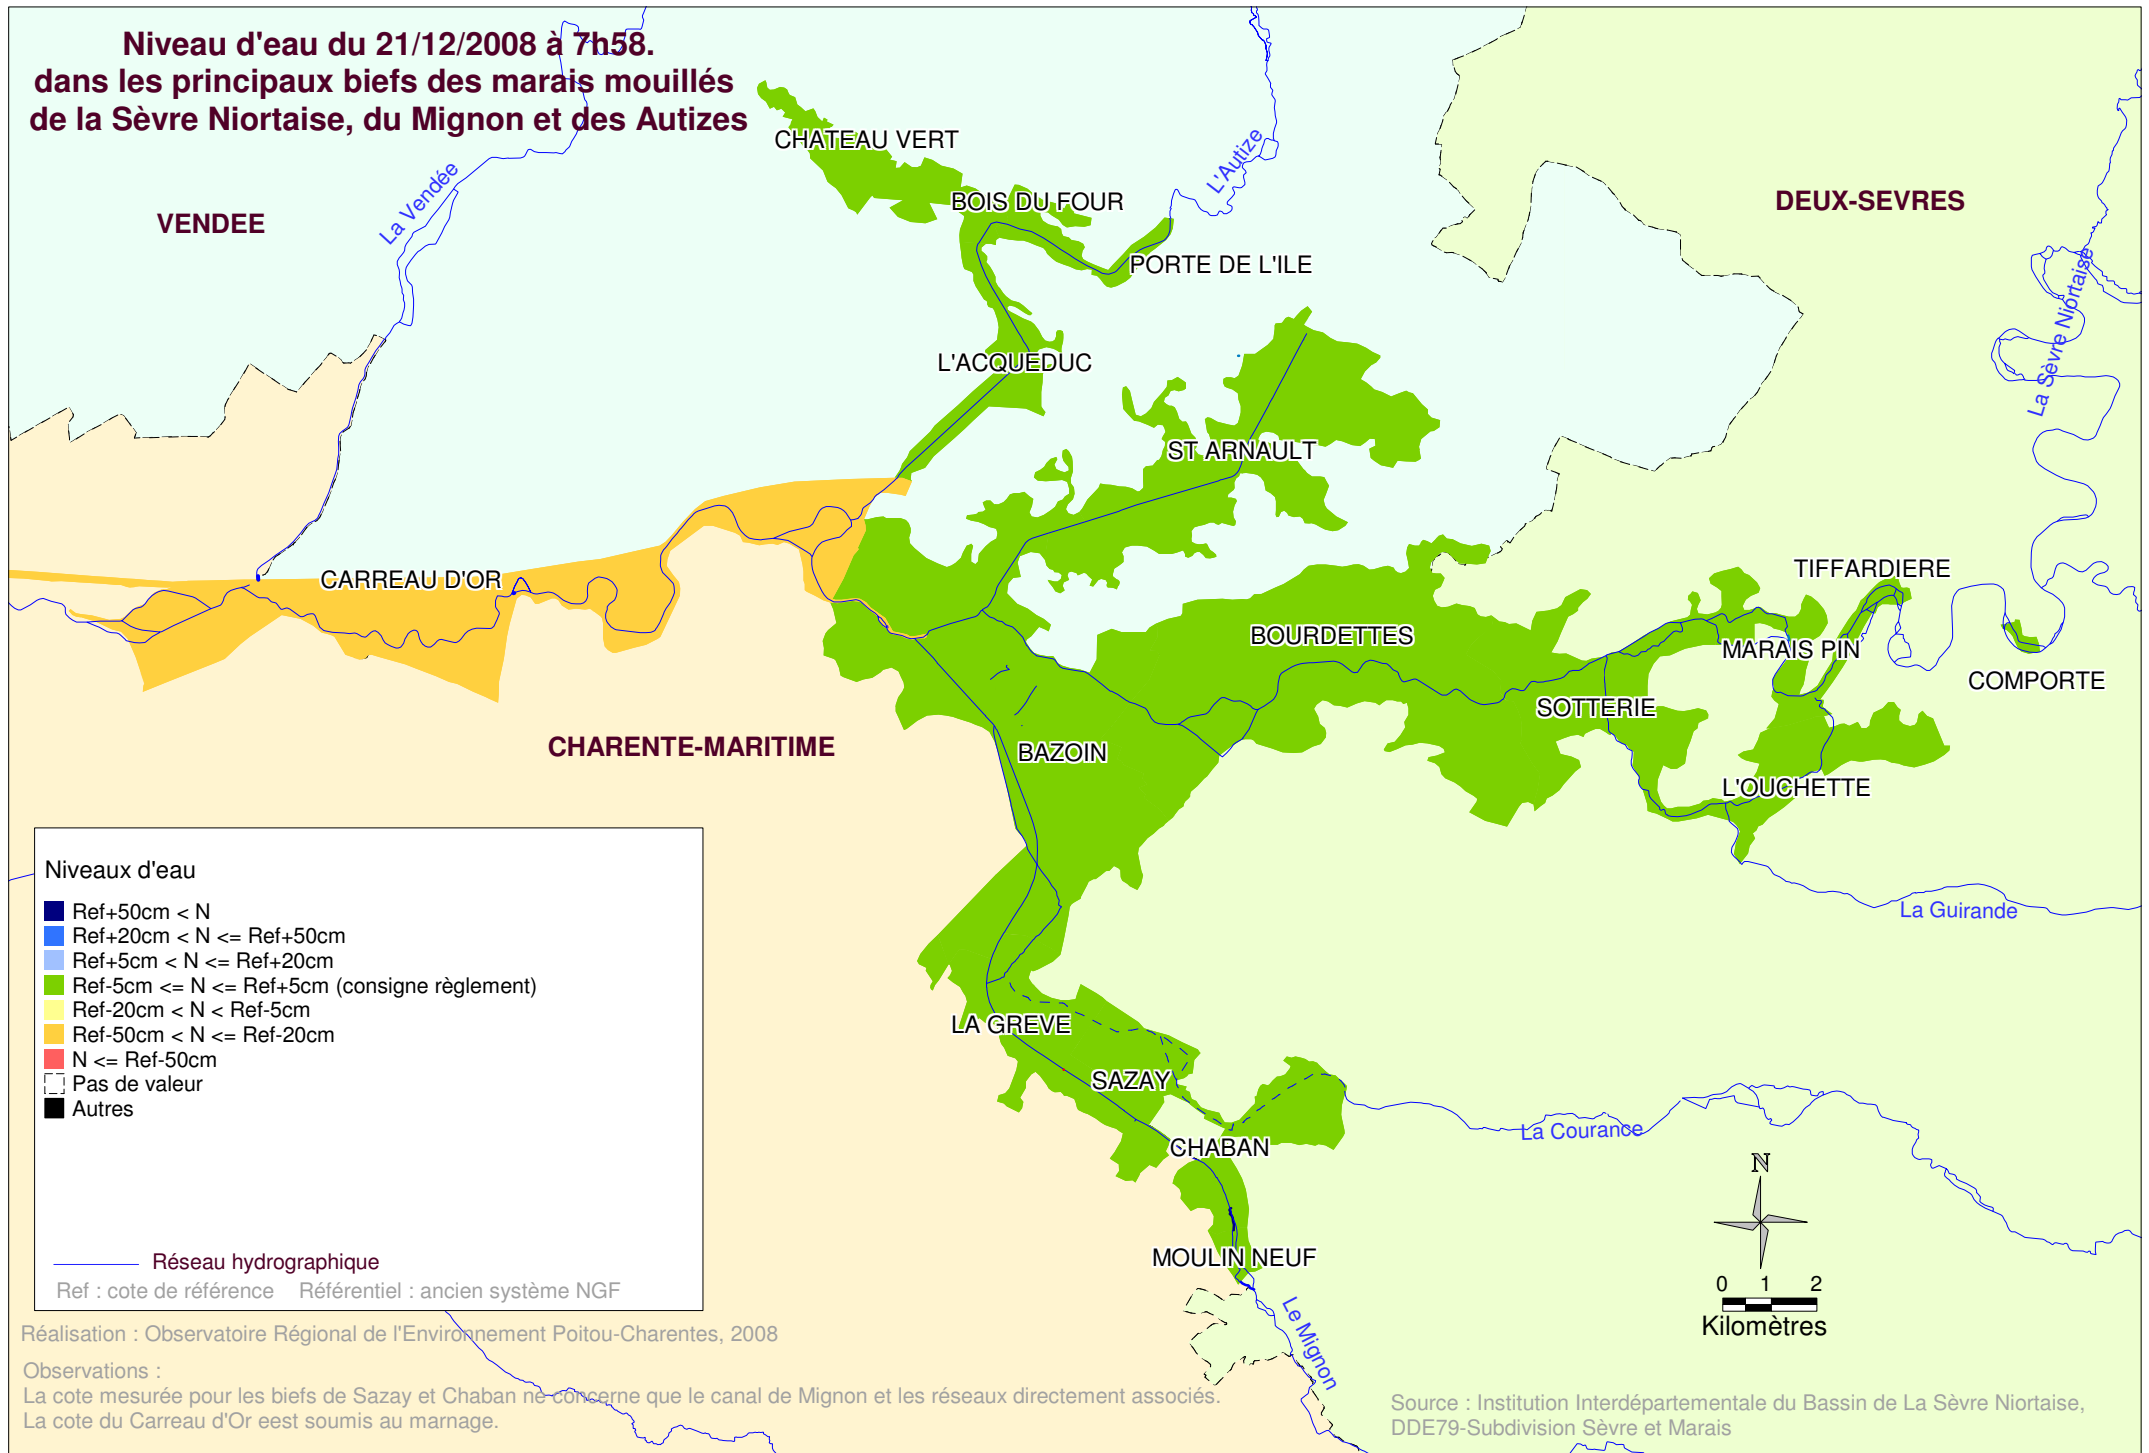 Niveau d'eau du 21/12/2008 à 7h58.
dans les principaux biefs des marais mouillés
de la Sèvre Niortaise, du Mignon et des Autizes
CHATEAU VERT
La Vendée
L'Autize
VENDEE
BOIS DU FOUR
DEUX-SEVRES
PORTE DE L'ILE
La Sèvre Niortaise
L'ACQUEDUC
ST ARNAULT
CARREAU D'OR
TIFFARDIERE
BOURDETTES
MARAIS PIN
COMPORTE
SOTTERIE
CHARENTE-MARITIME
BAZOIN
L'OUCHETTE
La Guirande
LA GREVE
SAZAY
La Courance
CHABAN
MOULIN NEUF
Le Mignon
Niveaux d'eau
Ref+50cm < N
Ref+20cm < N <= Ref+50cm
Ref+5cm < N <= Ref+20cm
Ref-5cm <= N <= Ref+5cm (consigne règlement)
Ref-20cm < N < Ref-5cm
Ref-50cm < N <= Ref-20cm
N <= Ref-50cm
Pas de valeur
Autres
Réseau hydrographique
Ref : cote de référence Référentiel : ancien système NGF
N
0 1 2
Kilomètres
Réalisation : Observatoire Régional de l'Environnement Poitou-Charentes, 2008
Observations :
La cote mesurée pour les biefs de Sazay et Chaban ne concerne que le canal de Mignon et les réseaux directement associés.
La cote du Carreau d'Or eest soumis au marnage.
Source : Institution Interdépartementale du Bassin de La Sèvre Niortaise,
DDE79-Subdivision Sèvre et Marais